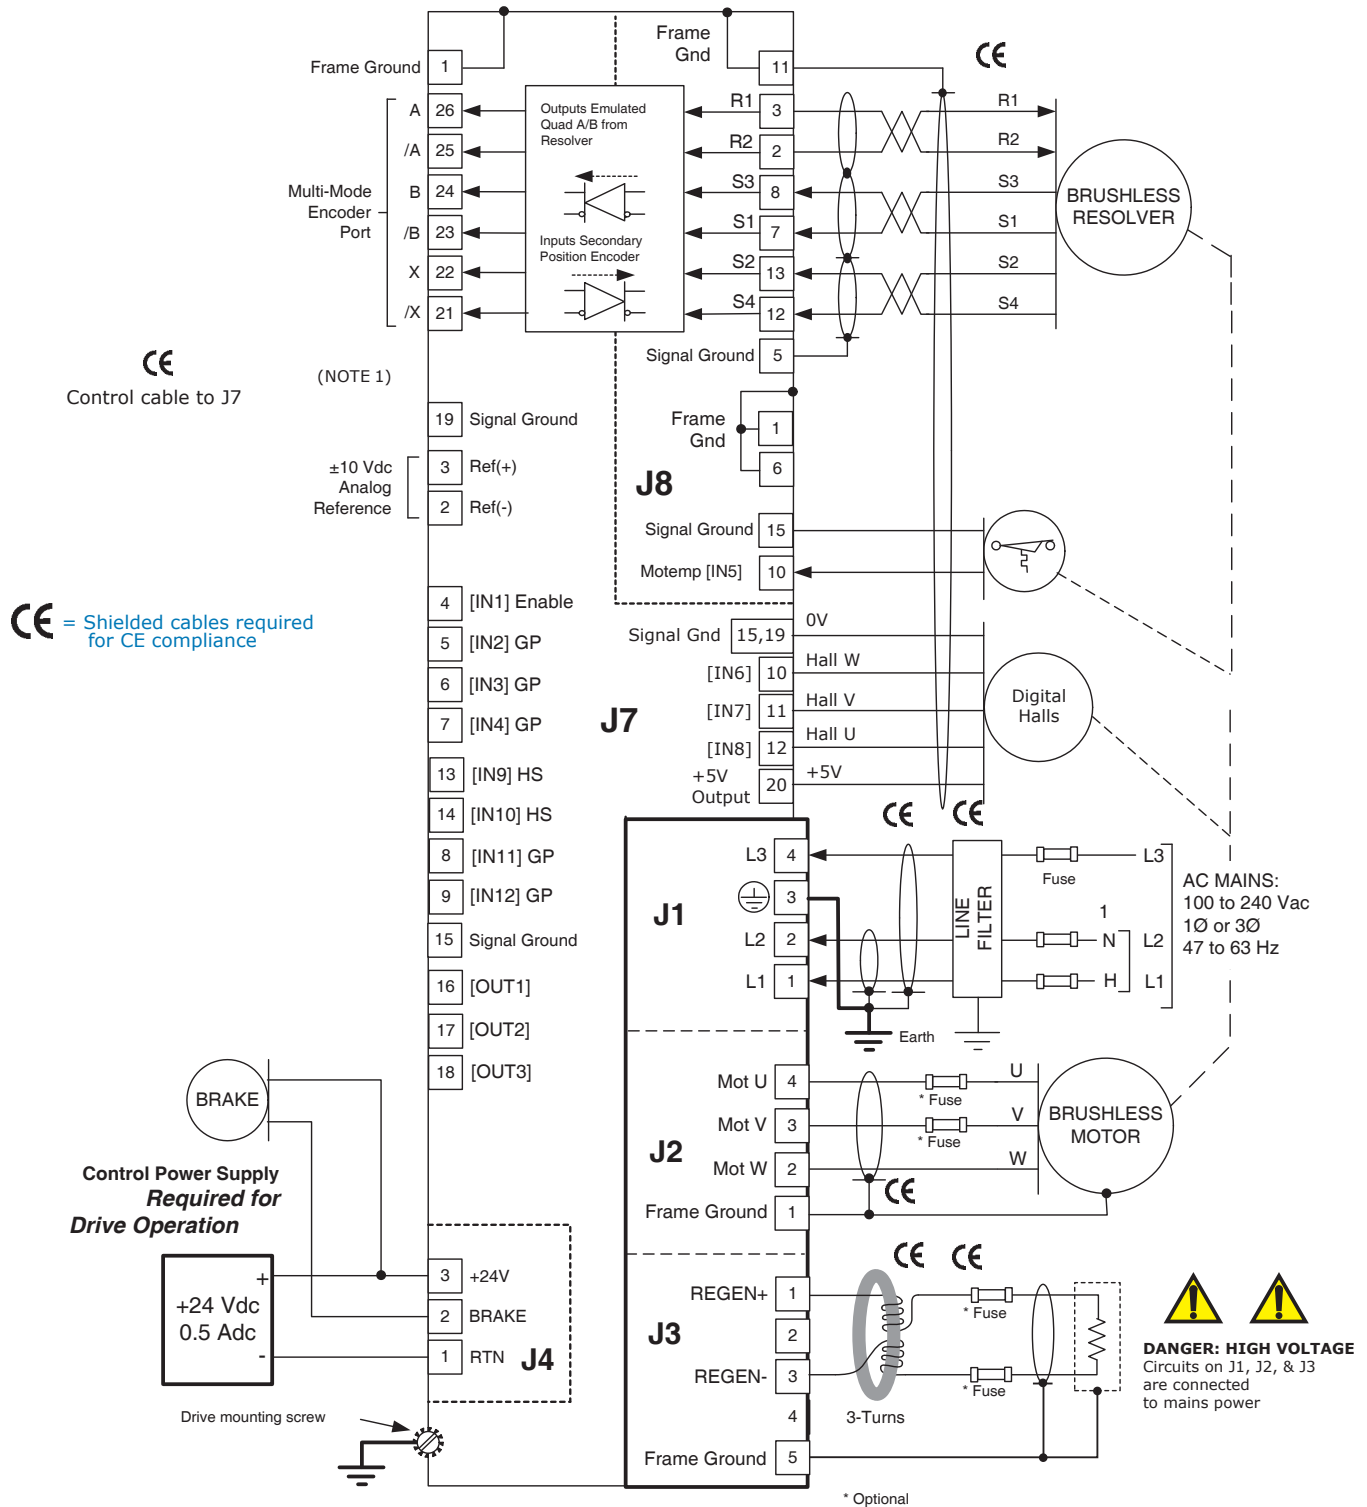 Frame Ground 1
A 26
/A 25
B 24
/B 23
X 22
/X 21
Multi-Mode
Encoder
Port
Outputs Emulated
Quad A/B from
Resolver
Inputs Secondary
Position Encoder
Frame
Gnd
11
R1 3 R1
R2 2 R2
S3 8 S3
S1 7 S1
S2 13 S2
S4 12 S4
Signal Ground 5
CE
BRUSHLESS
RESOLVER
CE
Control cable to J7
(NOTE 1)
19 Signal Ground
±10 Vdc
Analog
Reference
3 Ref(+)
2 Ref(-)
Frame
Gnd
1
6
J8
Signal Ground 15
Motemp [IN5] 10
CE = Shielded cables required
for CE compliance
4 [IN1] Enable
5 [IN2] GP
6 [IN3] GP
7 [IN4] GP
13 [IN9] HS
14 [IN10] HS
8 [IN11] GP
9 [IN12] GP
15 Signal Ground
16 [OUT1]
17 [OUT2]
18 [OUT3]
J7
Signal Gnd 15,19 0V
[IN6] 10 Hall W
[IN7] 11 Hall V
[IN8] 12 Hall U
+5V
Output
20 +5V
Digital
Halls
CE CE
J1
L3 4
3
L2 2
L1 1
LINE
FILTER
Fuse
L3
1
N L2
H L1
AC MAINS:
100 to 240 Vac
1Ø or 3Ø
47 to 63 Hz
Earth
J2
Mot U 4
Mot V 3
Mot W 2
Frame Ground 1
* Fuse
* Fuse
U
V
W
CE
BRUSHLESS
MOTOR
BRAKE
Control Power Supply
Required for
Drive Operation
+
+24 Vdc
0.5 Adc
-
3 +24V
2 BRAKE
1 RTN
J4
Drive mounting screw
J3
REGEN+ 1
2
REGEN- 3
4
Frame Ground 5
CE CE
* Fuse
* Fuse
3-Turns
DANGER: HIGH VOLTAGE
Circuits on J1, J2, & J3
are connected
to mains power
* Optional